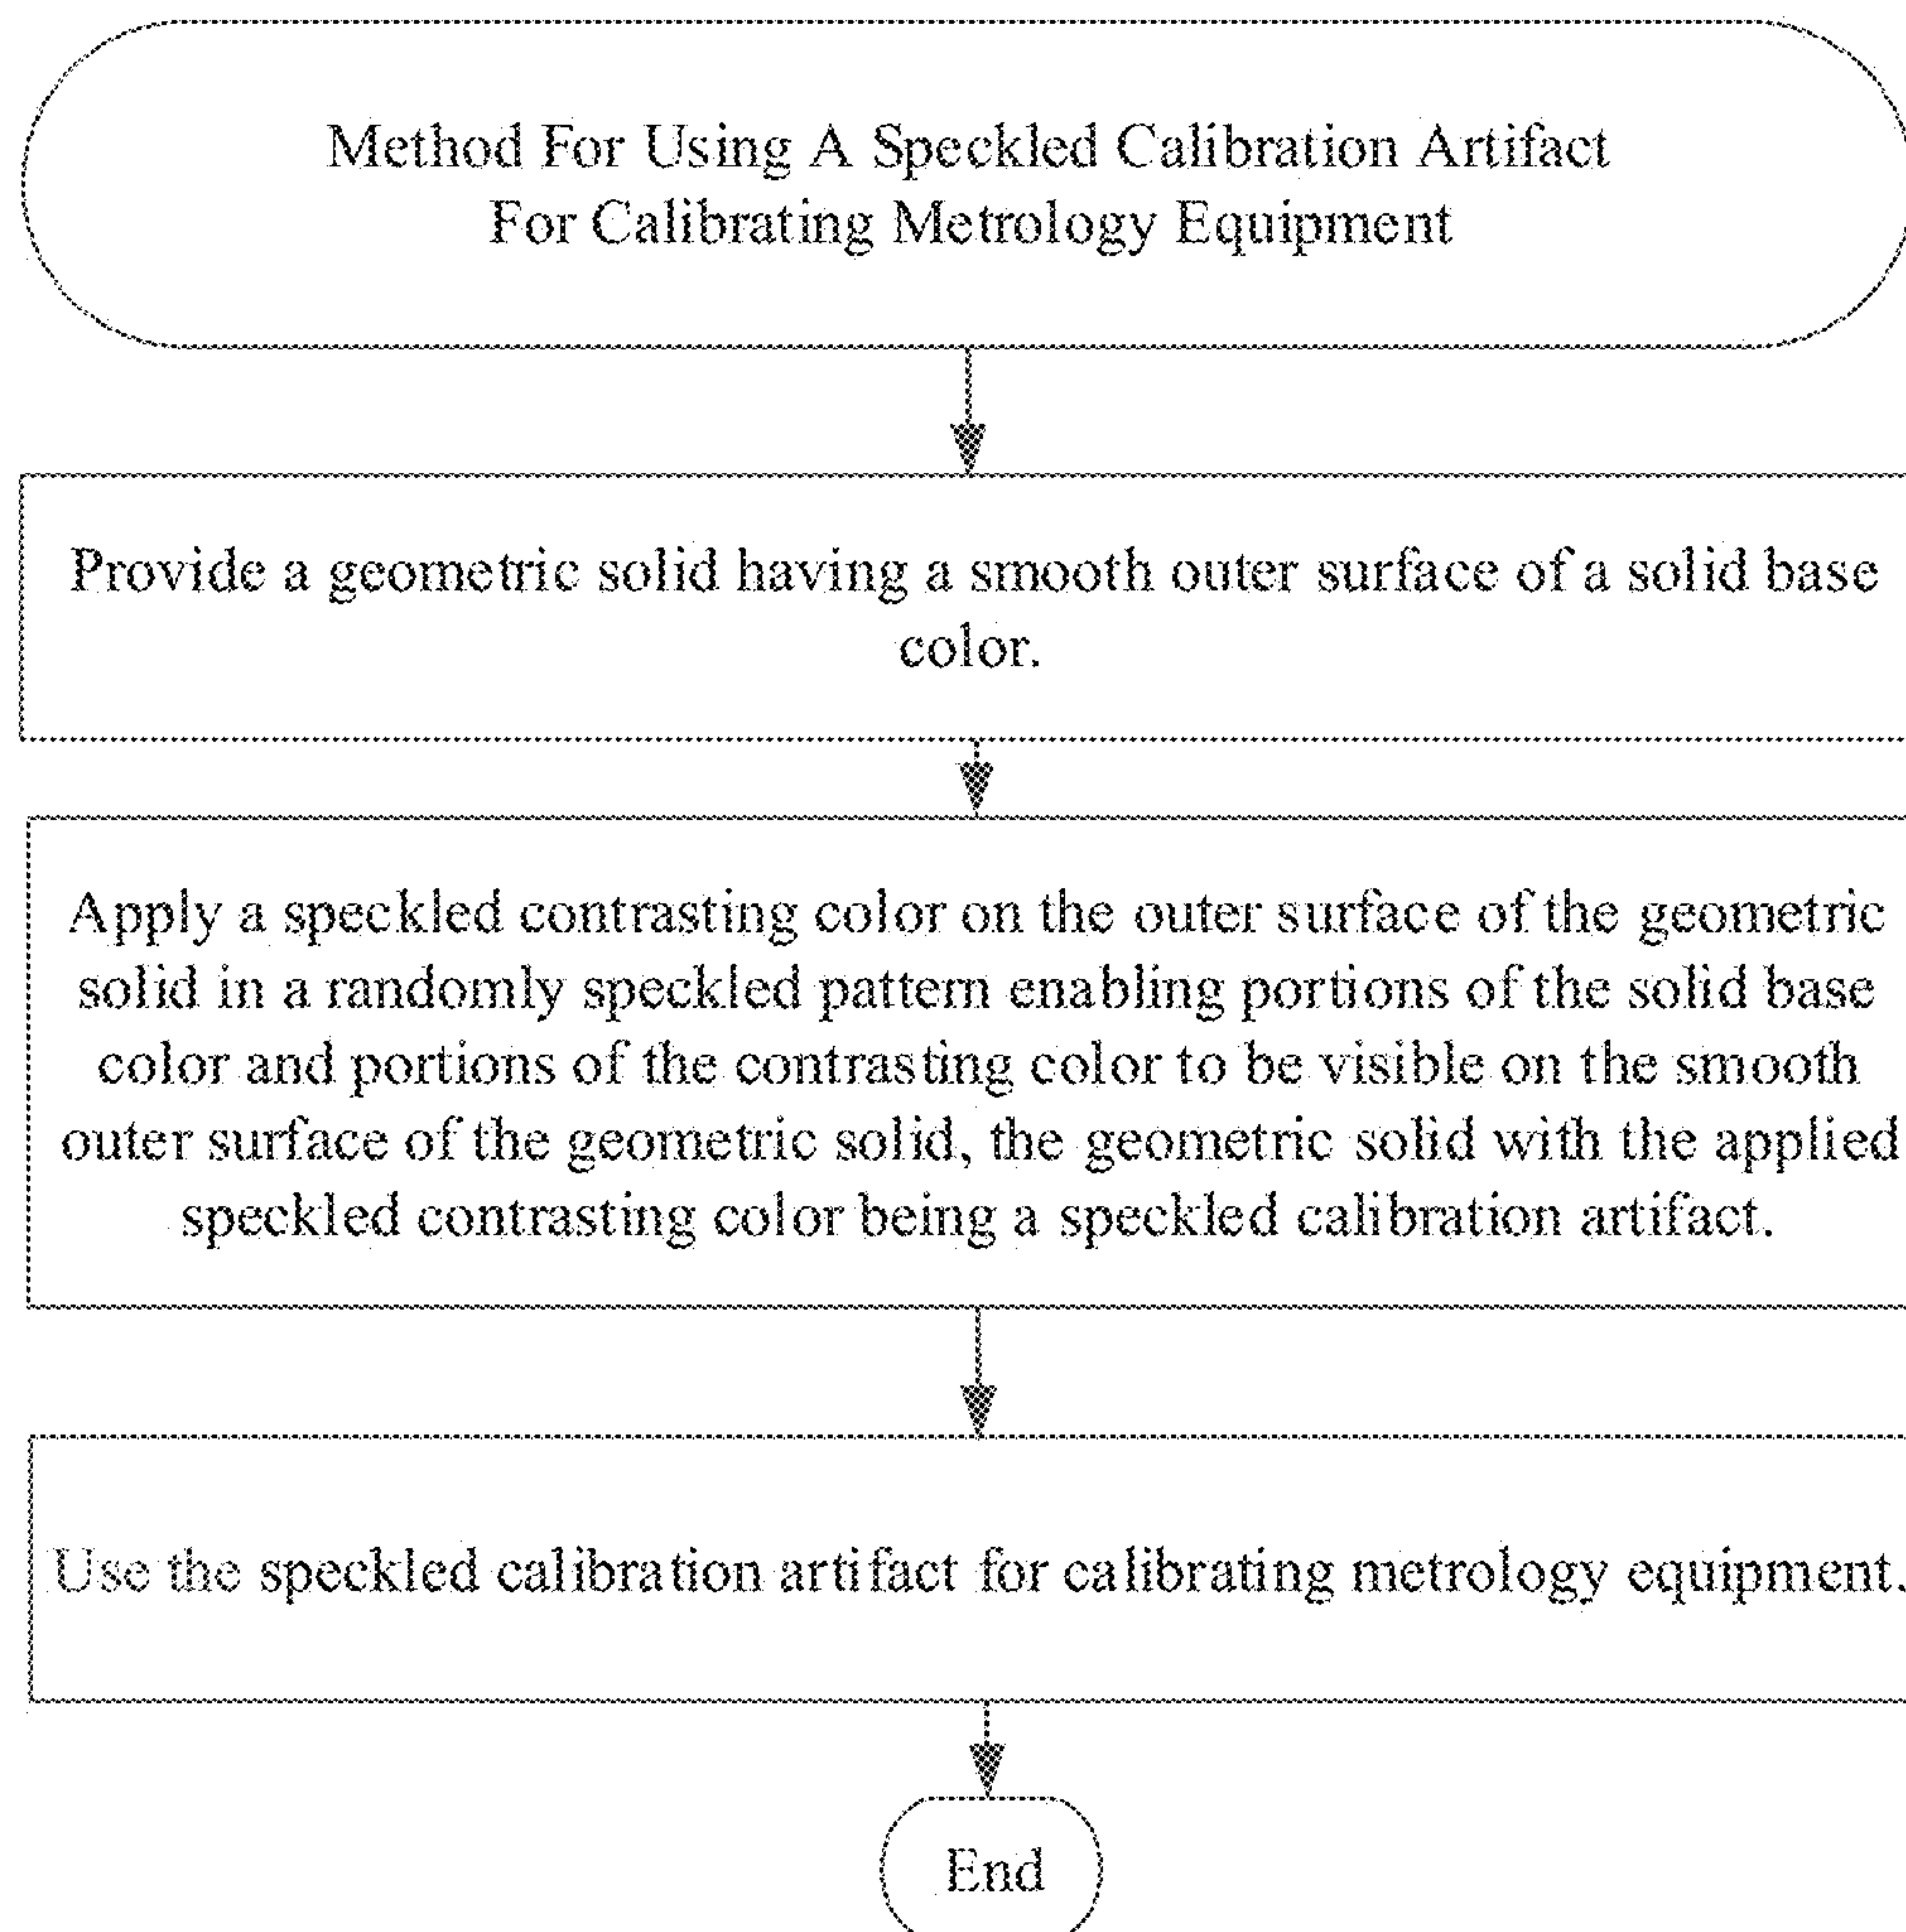 Method For Using A Speckled Calibration Artifact
For Calibrating Metrology Equipment
Provide a geometric solid having a smooth outer surface of a solid base
color.
Apply a speckled contrasting color on the outer surface of the geometric
solid in a randomly speckled pattern enabling portions of the solid base
color and portions of the contrasting color to be visible on the smooth
outer surface of the geometric solid, the geometric solid with the applied
speckled contrasting color being a speckled calibration artifact.
Use the speckled calibration artifact for calibrating metrology equipment.
End